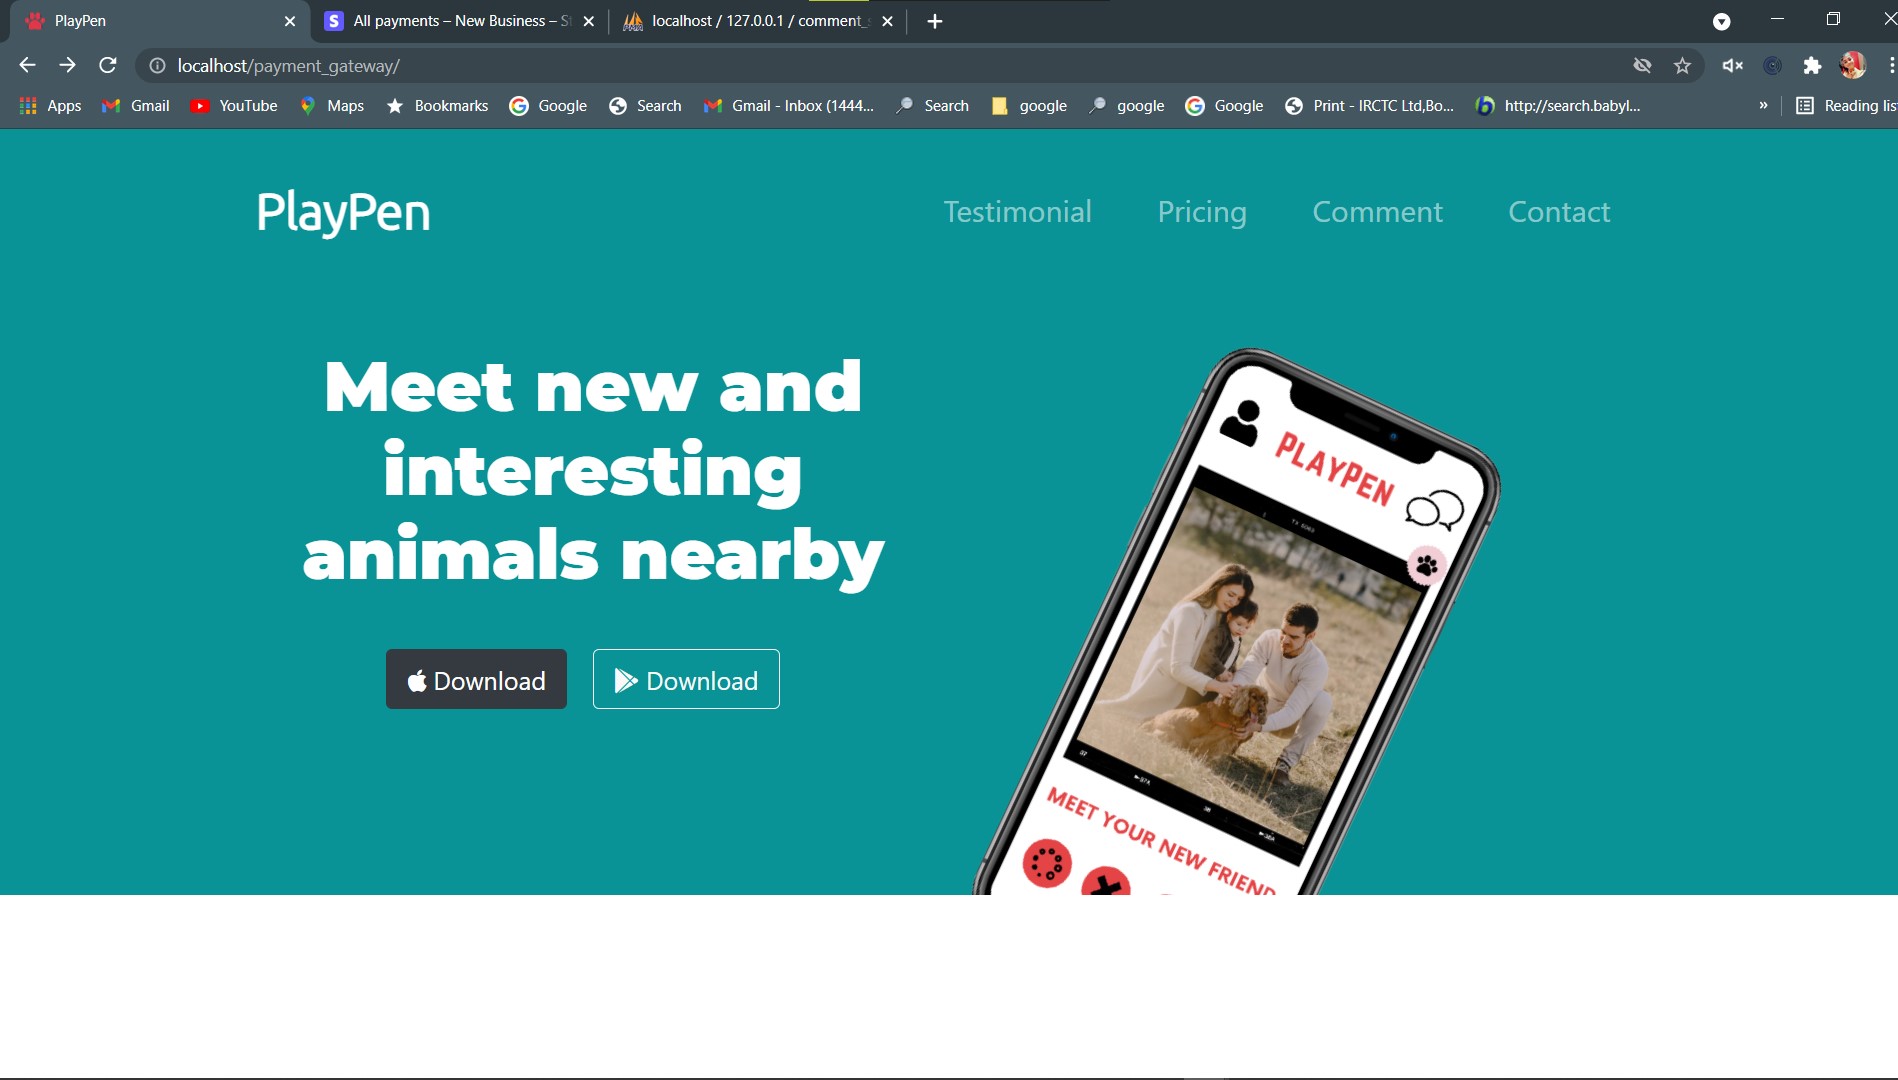 PlayPen
All payments – New Business – St
localhost / 127.0.0.1 / comment_s
localhost/payment_gateway/
Apps
Gmail
YouTube
Maps
Bookmarks
Google
Search
Gmail - Inbox (1444...
Search
google
google
Google
Print - IRCTC Ltd,Bo...
http://search.babyl...
»
Reading lis
PlayPen
Testimonial
Pricing
Comment
Contact
Meet new and
interesting
animals nearby
Download
Download
PLAYPEN
MEET YOUR NEW FRIEND